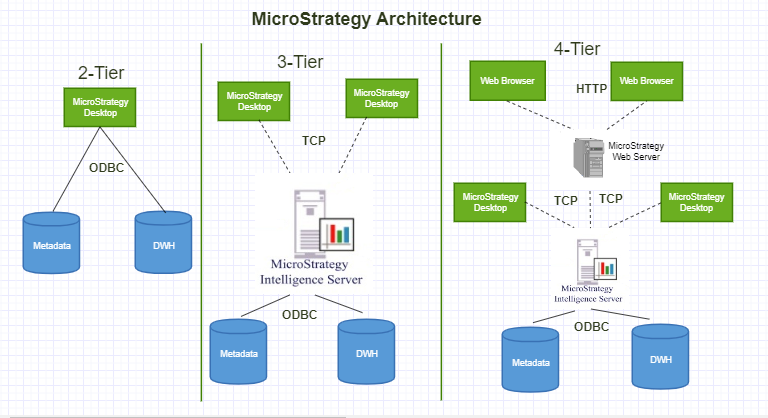 MicroStrategy Architecture
2-Tier
MicroStrategy
Desktop
ODBC
Metadata
DWH
3-Tier
MicroStrategy
Desktop
MicroStrategy
Desktop
TCP
MicroStrategy
Intelligence Server
ODBC
Metadata
DWH
4-Tier
Web Browser
HTTP
Web Browser
MicroStrategy
Web Server
MicroStrategy
Desktop
TCP
TCP
MicroStrategy
Desktop
MicroStrategy
Intelligence Server
ODBC
Metadata
DWH